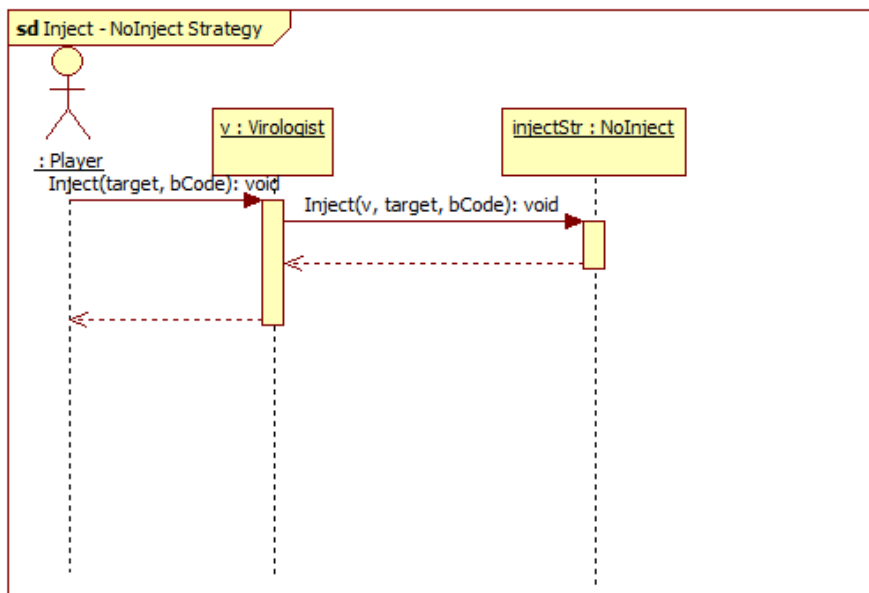 sd Inject - NoInject Strategy
v : Virologist
injectStr : NoInject
: Player
Inject(target, bCode): void
Inject(v, target, bCode): void